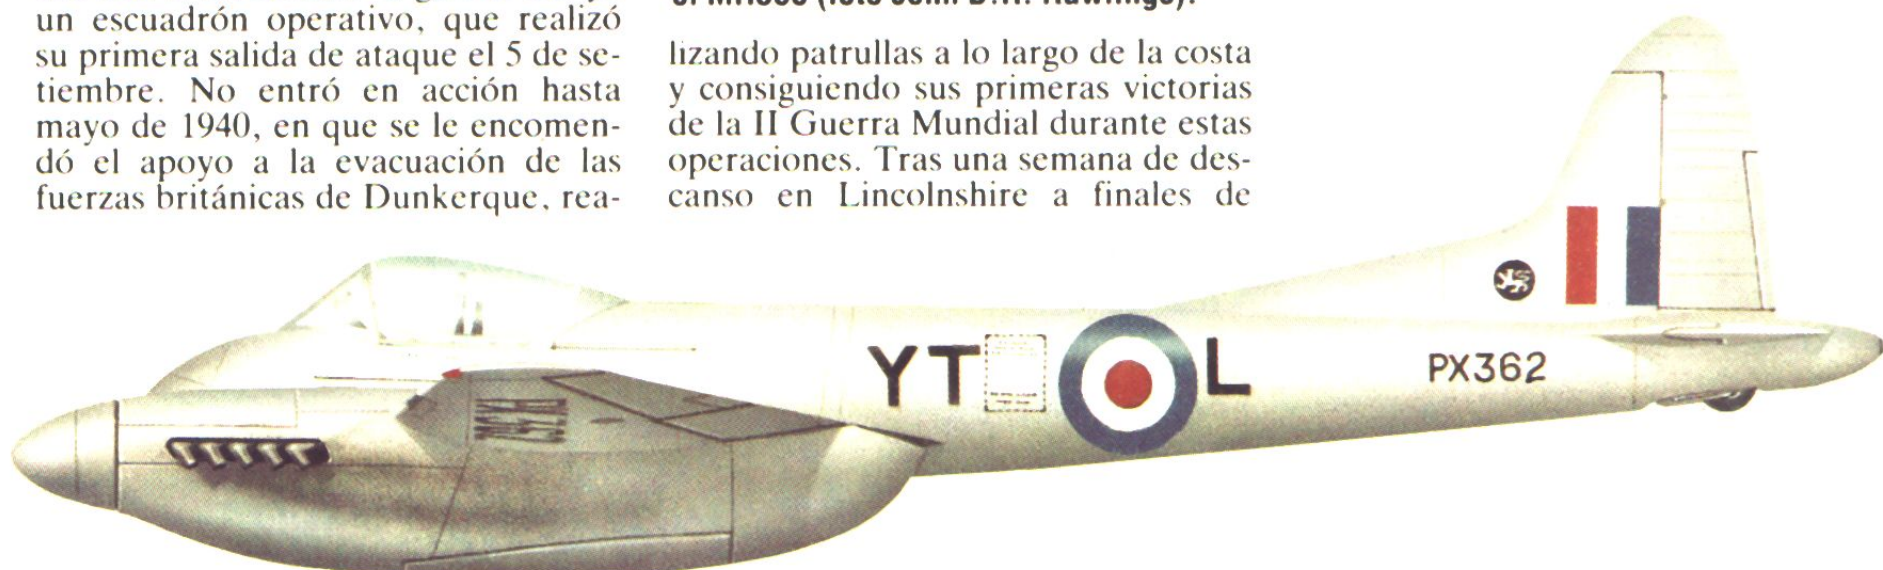 un escuadrón operativo, que realizó
su primera salida de ataque el 5 de se-
tiembre. No entró en acción hasta
mayo de 1940, en que se le encomen-
dó el apoyo a la evacuación de las
fuerzas británicas de Dunkerque, rea-
lizando patrullas a lo largo de la costa
y consiguiendo sus primeras victorias
de la II Guerra Mundial durante estas
operaciones. Tras una semana de des-
canso en Lincolnshire a finales de
YT L
PX362